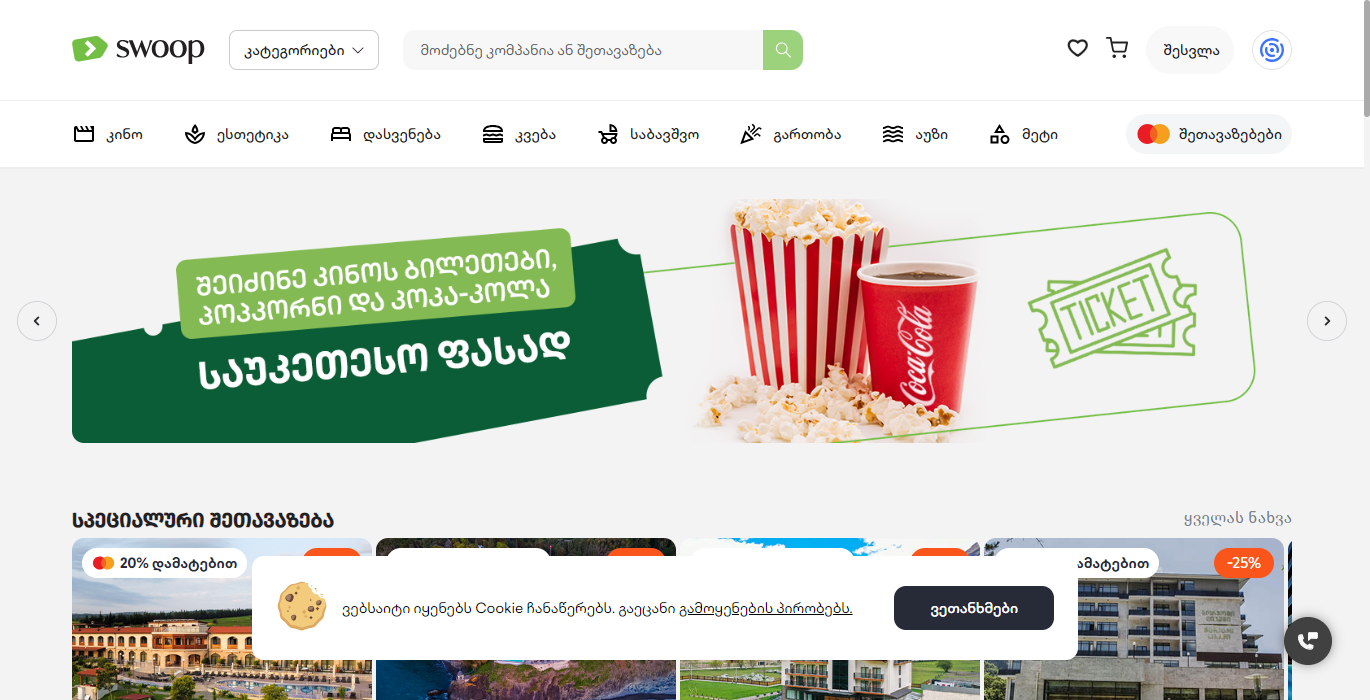 swoop
კატეგორიები
მოძებნე კომპანია ან შეთავაზება
შესვლა
კინო
ესთეტიკა
დასვენება
კვება
საბავშვო
გართობა
აუზი
მეტი
შეთავაზებები
შეიძინე კინოს ბილეთები,
პოპკორნი და კოკა-კოლა
საუკეთესო ფასად
Coca-Cola
TICKET
სპეციალური შეთავაზება
ყველას ნახვა
20% დამატებით
ამატებით
-25%
ვებსაიტი იყენებს Cookie ჩანაწერებს. გაეცანი გამოყენების პირობებს.
ვეთანხმები